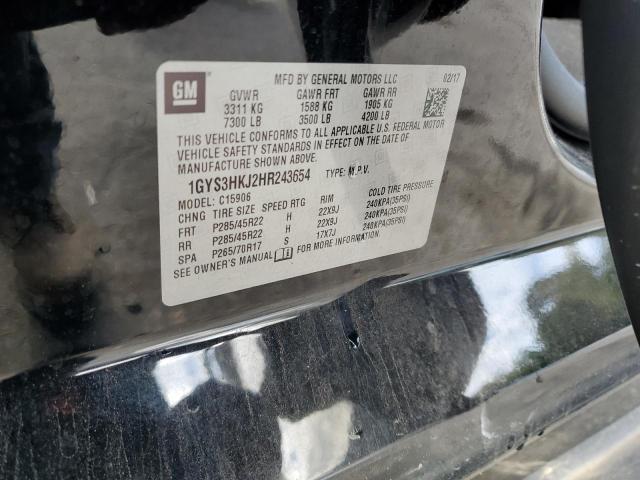 GM
MFD BY GENERAL MOTORS LLC 02/17
GVWR GAWR FRT GAWR RR
3311 KG 1588 KG 1905 KG
7300 LB 3500 LB 4200 LB
THIS VEHICLE CONFORMS TO ALL APPLICABLE U.S. FEDERAL MOTOR
VEHICLE SAFETY STANDARDS IN EFFECT ON THE DATE OF
MANUFACTURE SHOWN ABOVE.
1GYS3HKJ2HR243654 TYPE: M.P.V.
MODEL: C15906
TIRE SIZE SPEED RTG RIM COLD TIRE PRESSURE
FRT P285/45R22 H 22X9J 240KPA(35PSI)
RR P285/45R22 H 22X9J 240KPA(35PSI)
SPA P265/70R17 S 17X7J 240KPA(35PSI)
SEE OWNER'S MANUAL